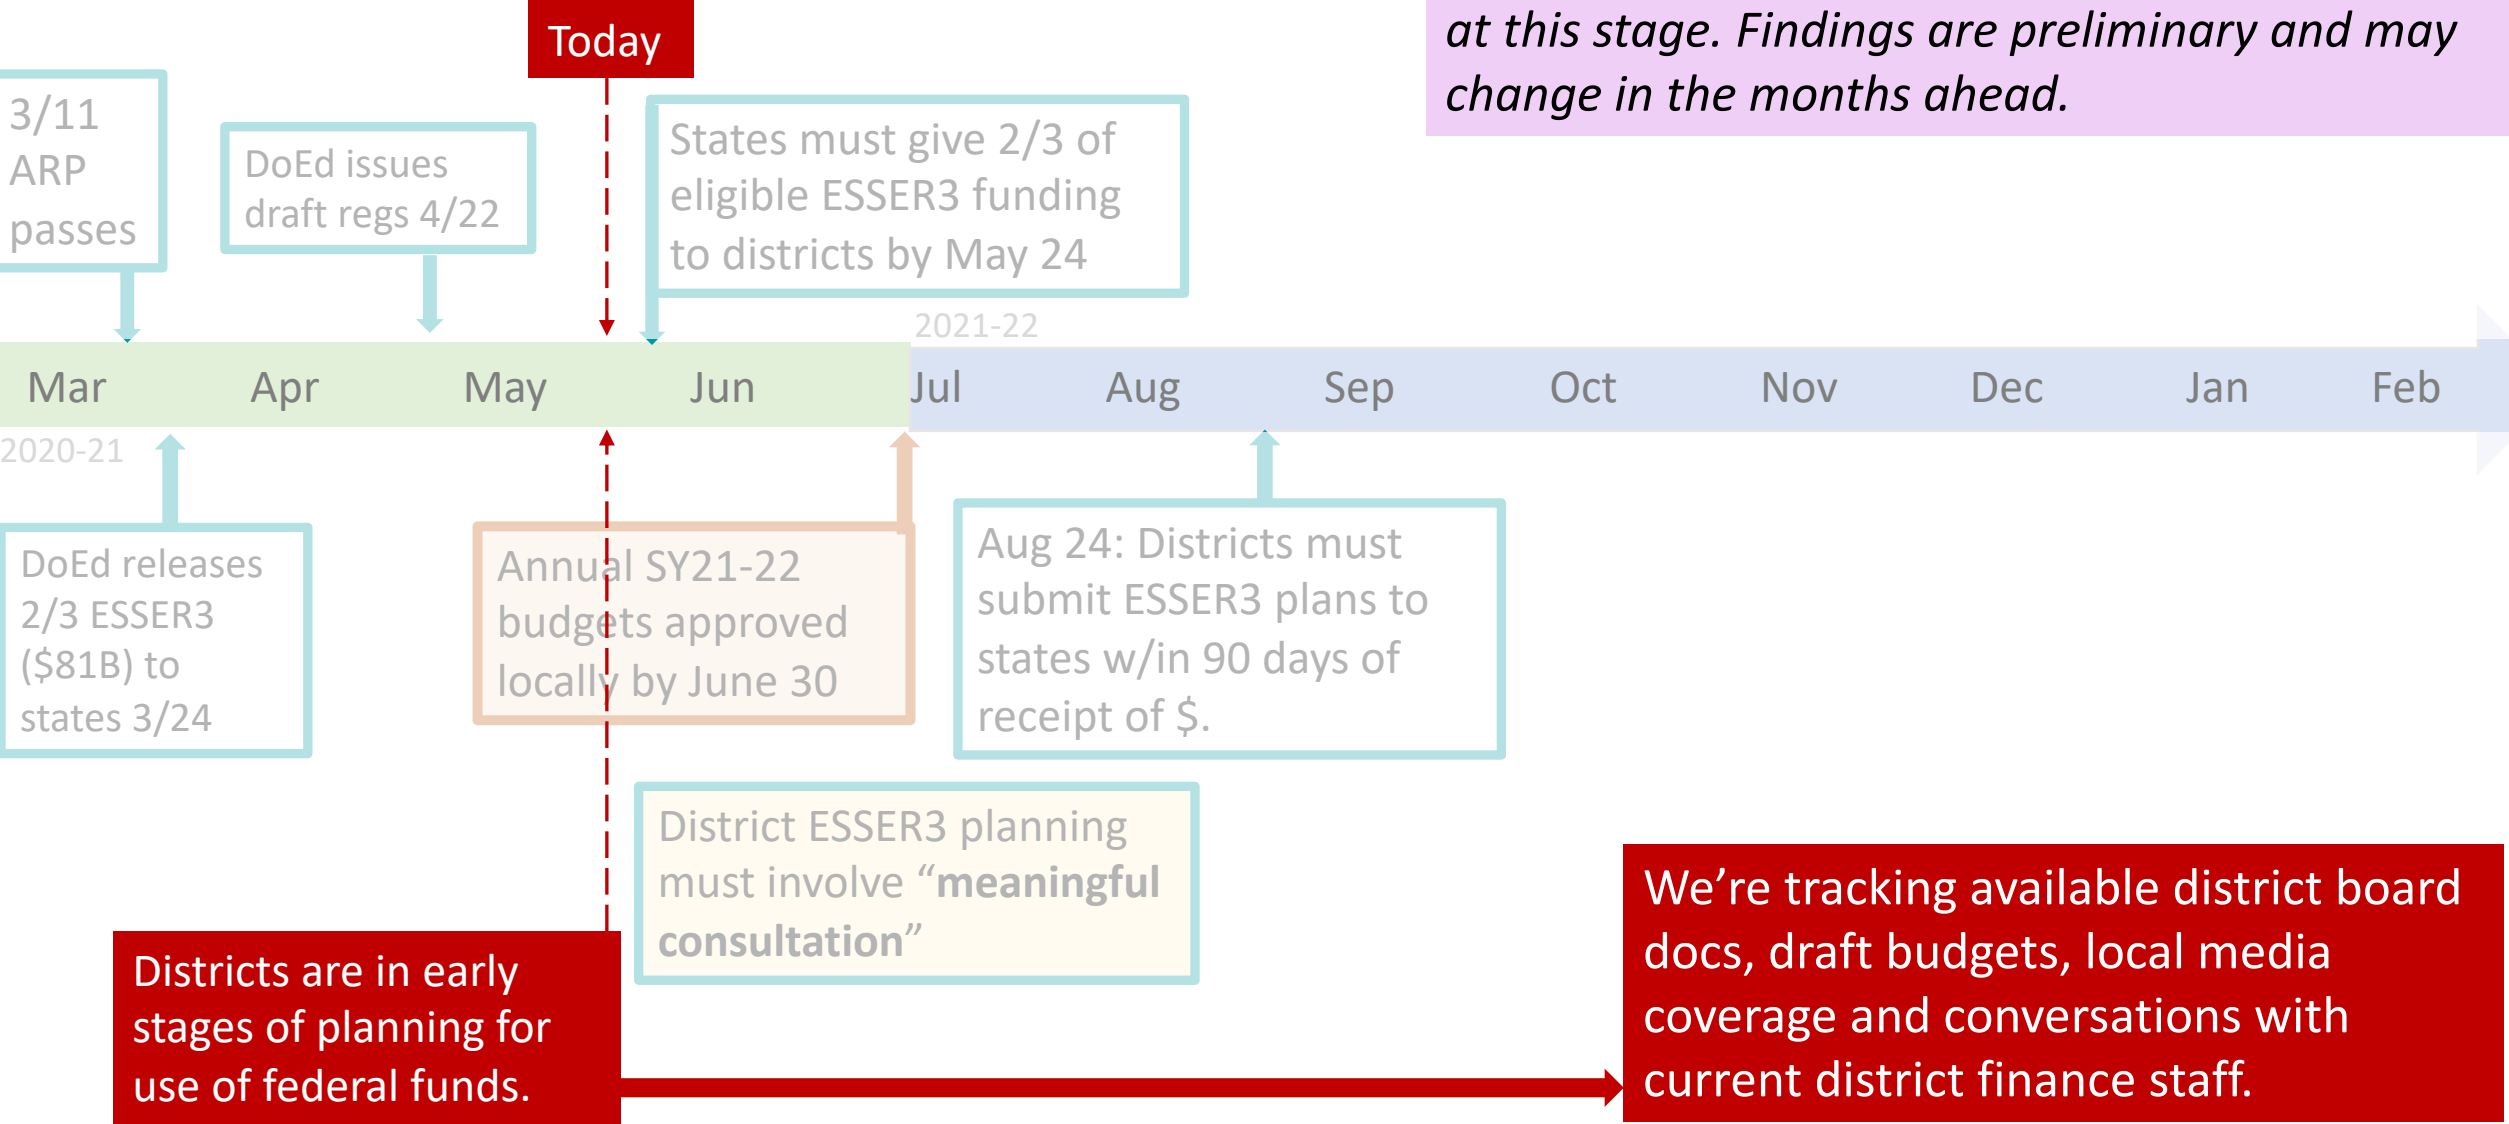 Today
at this stage. Findings are preliminary and may
change in the months ahead.
3/11
ARP
passes
DoEd issues
draft regs 4/22
States must give 2/3 of
eligible ESSER3 funding
to districts by May 24
2021-22
Mar Apr May Jun Jul Aug Sep Oct Nov Dec Jan Feb
2020-21
DoEd releases
2/3 ESSER3
($81B) to
states 3/24
Annual SY21-22
budgets approved
locally by June 30
Aug 24: Districts must
submit ESSER3 plans to
states w/in 90 days of
receipt of $.
District ESSER3 planning
must involve “meaningful
consultation”
Districts are in early
stages of planning for
use of federal funds.
We’re tracking available district board
docs, draft budgets, local media
coverage and conversations with
current district finance staff.